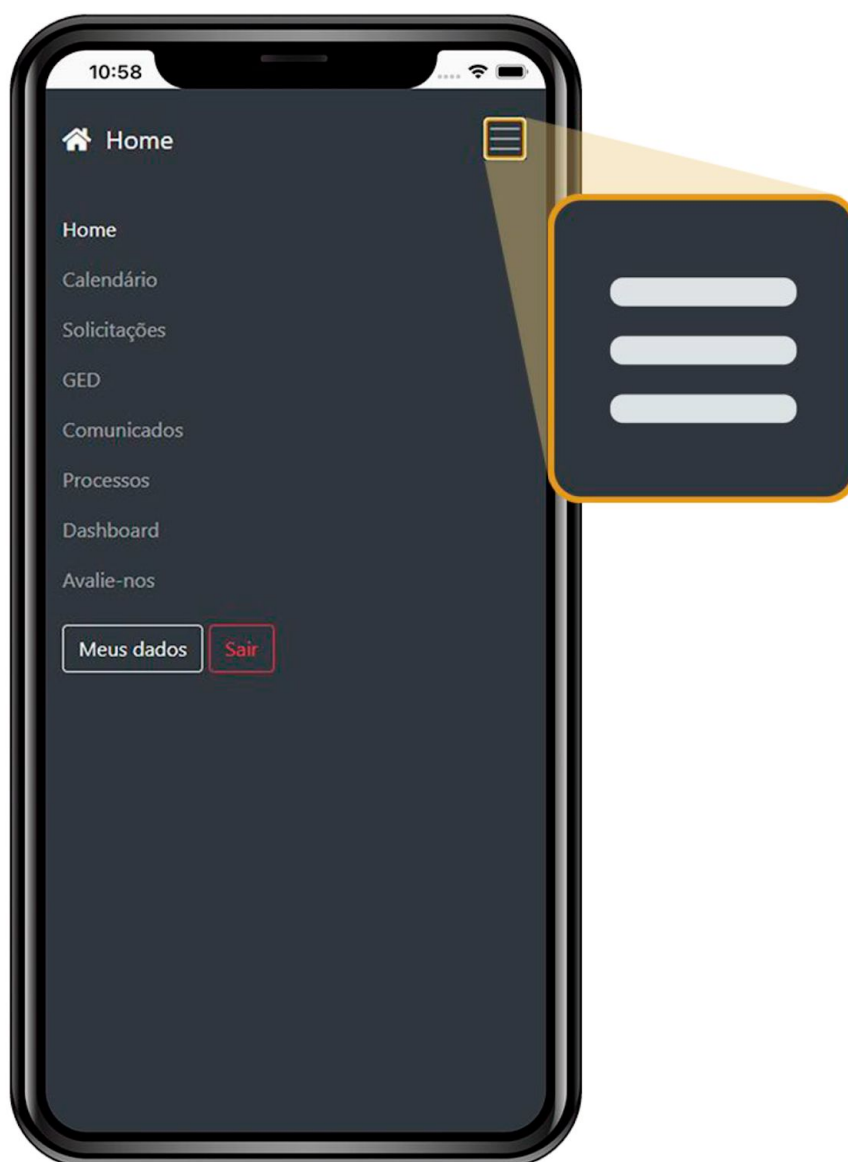 10:58
Home
Home
Calendário
Solicitações
GED
Comunicados
Processos
Dashboard
Avalie-nos
Meus dados Sair